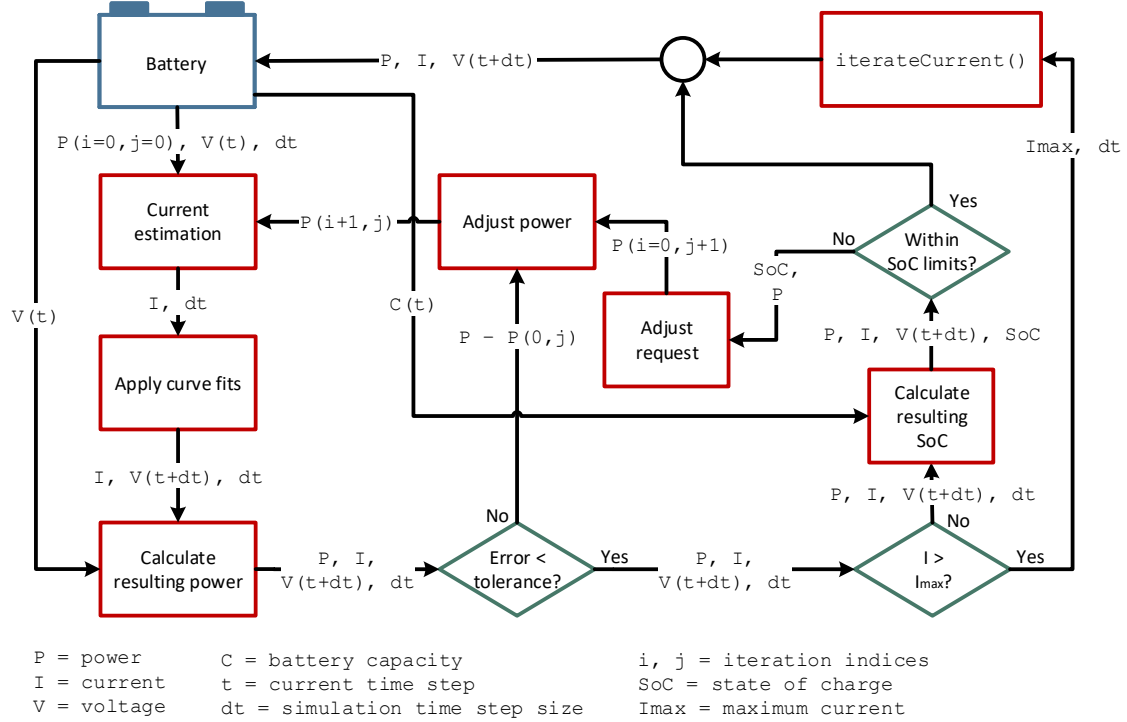 Battery
P, I, V(t+dt)
iterateCurrent()
P(i=0,j=0), V(t), dt
Imax, dt
Current
estimation
P(i+1,j)
Adjust power
P(i=0,j+1)
No
Yes
Within
SoC limits?
SoC,
P
V(t)
I, dt
C(t)
P – P(0,j)
Adjust
request
P, I, V(t+dt), SoC
Apply curve fits
Calculate
resulting
SoC
I, V(t+dt), dt
P, I, V(t+dt), dt
No
No
Calculate
resulting power
P, I,
V(t+dt), dt
Error <
tolerance?
Yes
P, I,
V(t+dt), dt
I >
Imax?
Yes
P = power
I = current
V = voltage
C = battery capacity
t = current time step
dt = simulation time step size
i, j = iteration indices
SoC = state of charge
Imax = maximum current